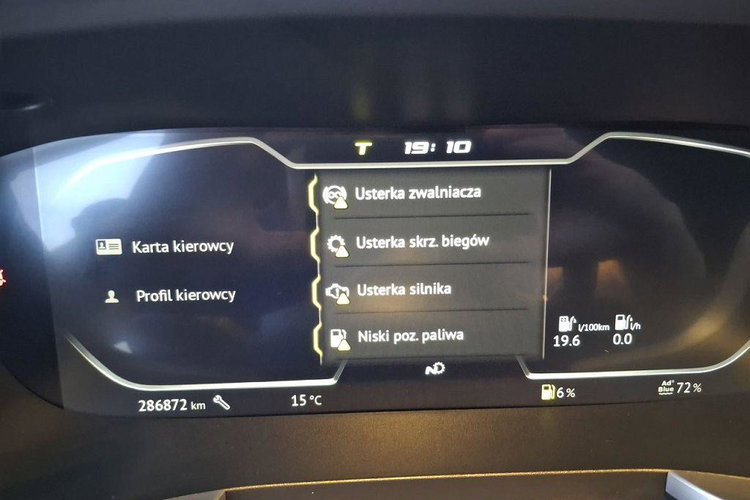 T 19:10
Usterka zwalniacza
Usterka skrz. biegów
Karta kierowcy
Usterka silnika
Profil kierowcy
Niski poz. paliwa
l/100km l/h
19.6 0.0
286872 km 15 °C 6% Ad Blue 72%